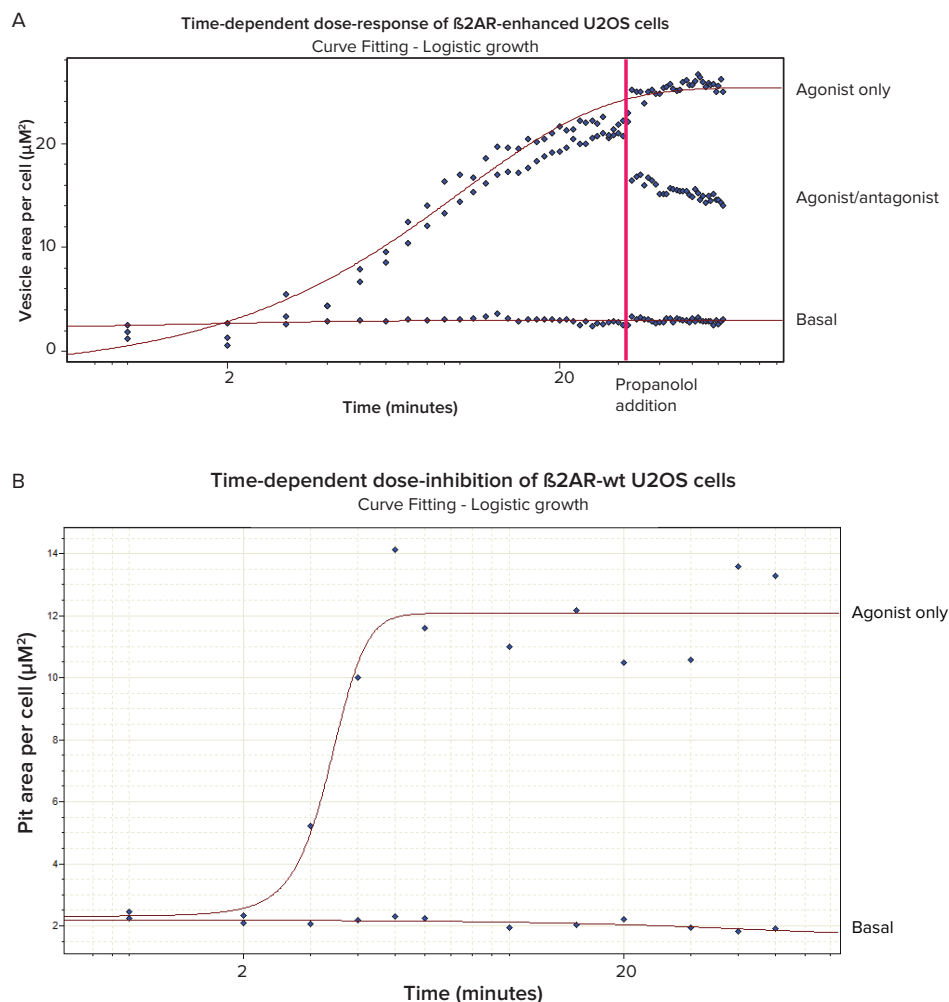 A
Time-dependent dose-response of ß2AR-enhanced U2OS cells
Curve Fitting - Logistic growth
Vesicle area per cell (µM²)
20
10
0
2
20
Time (minutes)
Propanolol
addition
Agonist only
Agonist/antagonist
Basal
B
Time-dependent dose-inhibition of ß2AR-wt U2OS cells
Curve Fitting - Logistic growth
Pit area per cell (µM²)
14
12
10
8
6
4
2
2
20
Time (minutes)
Agonist only
Basal